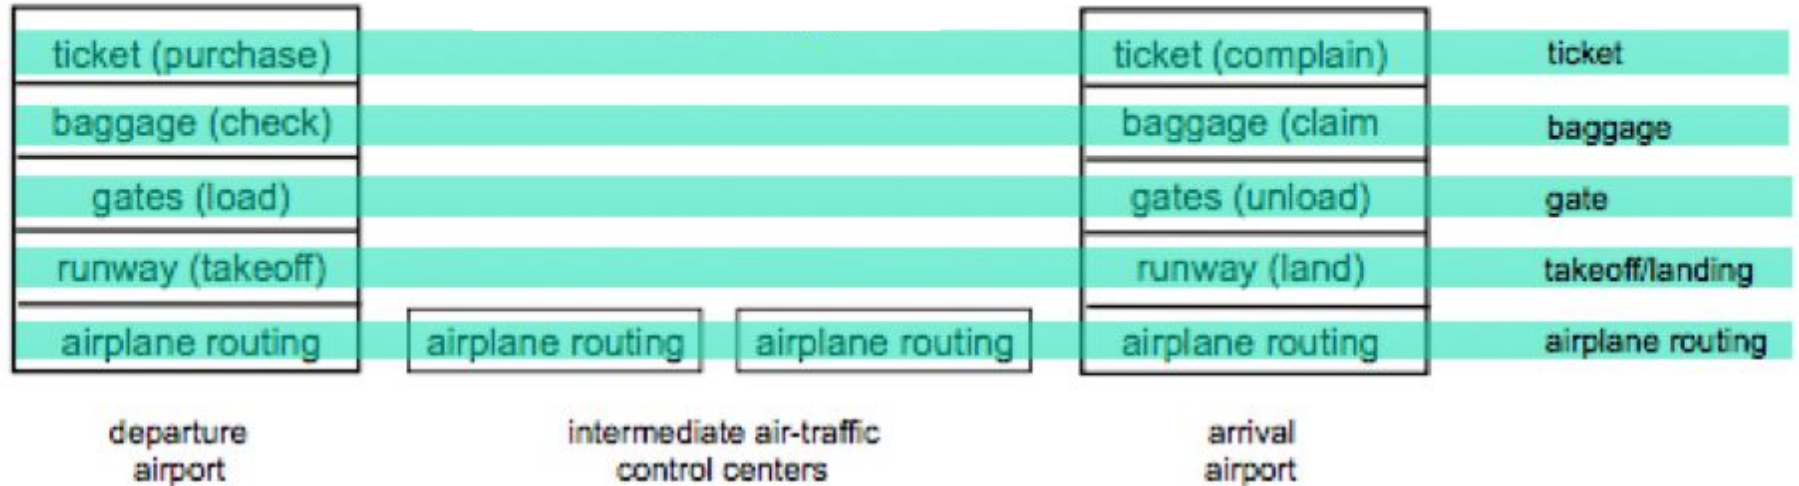 ticket (purchase) ticket (complain) ticket
baggage (check) baggage (claim baggage
gates (load) gates (unload) gate
runway (takeoff) runway (land) takeoff/landing
airplane routing airplane routing airplane routing airplane routing airplane routing
departure intermediate air-traffic arrival
airport control centers airport